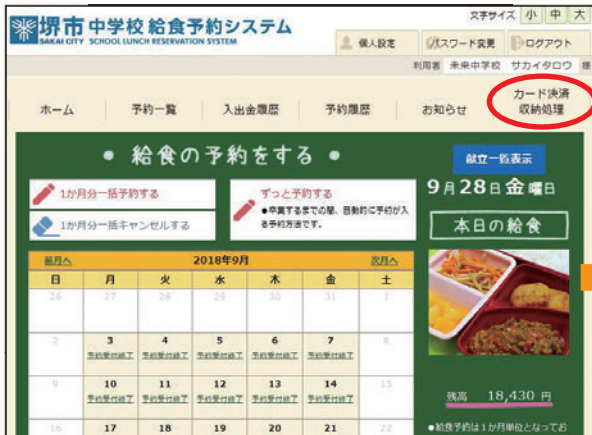 文字サイズ 小 中 大
堺市 中学校 給食予約システム
SAKAI CITY SCHOOL LUNCH RESERVATION SYSTEM
個人設定 パスワード変更 ログアウト
利用者 未来中学校 サカイタロウ 様
ホーム 予約一覧 入出金履歴 予約履歴 お知らせ カード決済
収納処理
● 給食の予約をする ●
献立一覧表示
1か月分一括予約する
1か月分一括キャンセルする
ずっと予約する
●卒業するまでの間、自動的に予約が入
る予約方法です。
9月28日金曜日
本日の給食
前月へ 2018年9月 次月へ
日 月 火 水 木 金 土
26 27 28 29 30 31 1
2 3 4 5 6 7 8
予約受付終了 予約受付終了 予約受付終了 予約受付終了 予約受付終了
9 10 11 12 13 14 15
予約受付終了 予約受付終了 予約受付終了 予約受付終了 予約受付終了
16 17 18 19 20 21 22
残高 18,430 円
●給食予約は1か月単位となってお